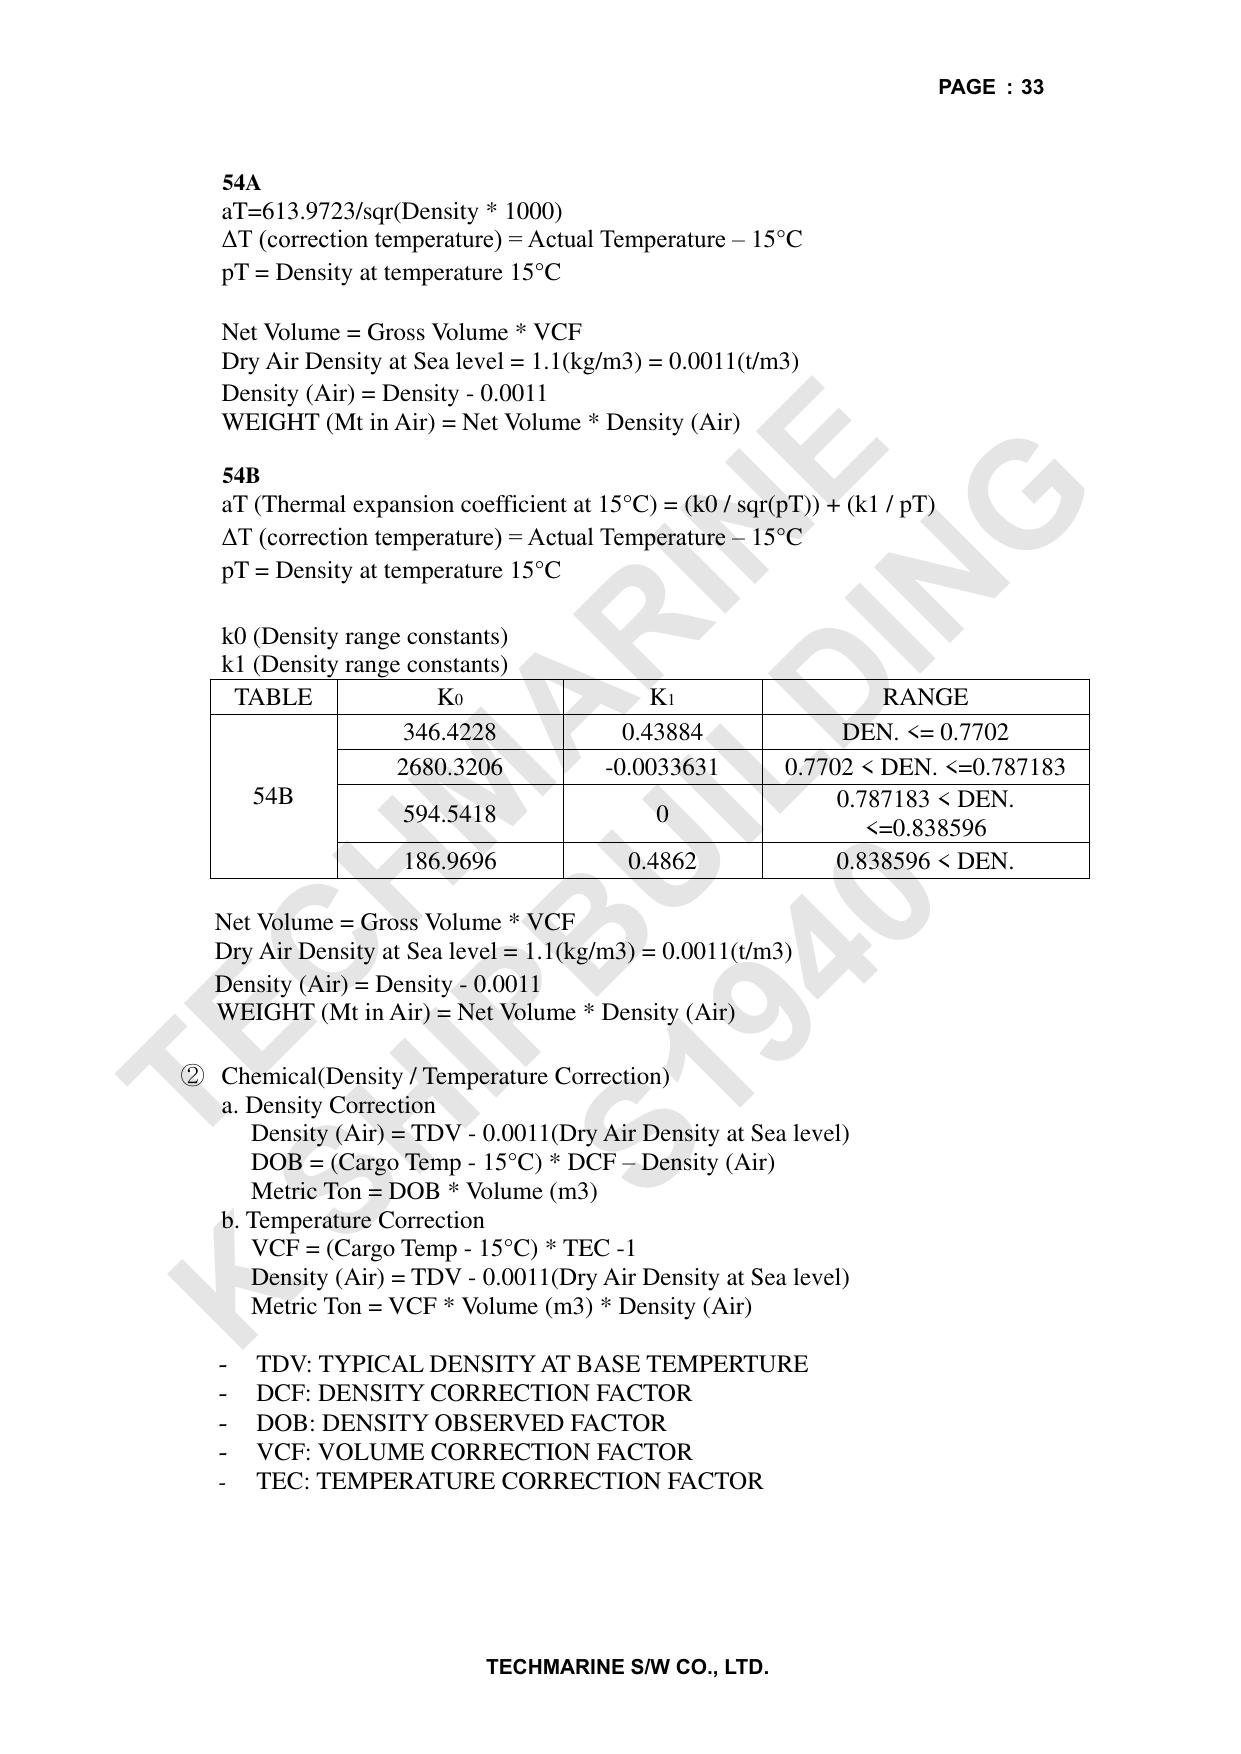 PAGE : 33
54A
aT=613.9723/sqr(Density * 1000)
ΔT (correction temperature) = Actual Temperature – 15°C
pT = Density at temperature 15°C
Net Volume = Gross Volume * VCF
Dry Air Density at Sea level = 1.1(kg/m3) = 0.0011(t/m3)
Density (Air) = Density - 0.0011
WEIGHT (Mt in Air) = Net Volume * Density (Air)
54B
aT (Thermal expansion coefficient at 15°C) = (k0 / sqr(pT)) + (k1 / pT)
ΔT (correction temperature) = Actual Temperature – 15°C
pT = Density at temperature 15°C
k0 (Density range constants)
k1 (Density range constants)
TABLE K0 K1 RANGE
54B
346.4228 0.43884 DEN. <= 0.7702
2680.3206 -0.0033631 0.7702 < DEN. <=0.787183
594.5418 0 0.787183 < DEN.
<=0.838596
186.9696 0.4862 0.838596 < DEN.
Net Volume = Gross Volume * VCF
Dry Air Density at Sea level = 1.1(kg/m3) = 0.0011(t/m3)
Density (Air) = Density - 0.0011
WEIGHT (Mt in Air) = Net Volume * Density (Air)
② Chemical(Density / Temperature Correction)
a. Density Correction
Density (Air) = TDV - 0.0011(Dry Air Density at Sea level)
DOB = (Cargo Temp - 15°C) * DCF – Density (Air)
Metric Ton = DOB * Volume (m3)
b. Temperature Correction
VCF = (Cargo Temp - 15°C) * TEC -1
Density (Air) = TDV - 0.0011(Dry Air Density at Sea level)
Metric Ton = VCF * Volume (m3) * Density (Air)
- TDV: TYPICAL DENSITY AT BASE TEMPERTURE
- DCF: DENSITY CORRECTION FACTOR
- DOB: DENSITY OBSERVED FACTOR
- VCF: VOLUME CORRECTION FACTOR
- TEC: TEMPERATURE CORRECTION FACTOR
TECHMARINE
K SHIPBUILDING
S1940
TECHMARINE S/W CO., LTD.